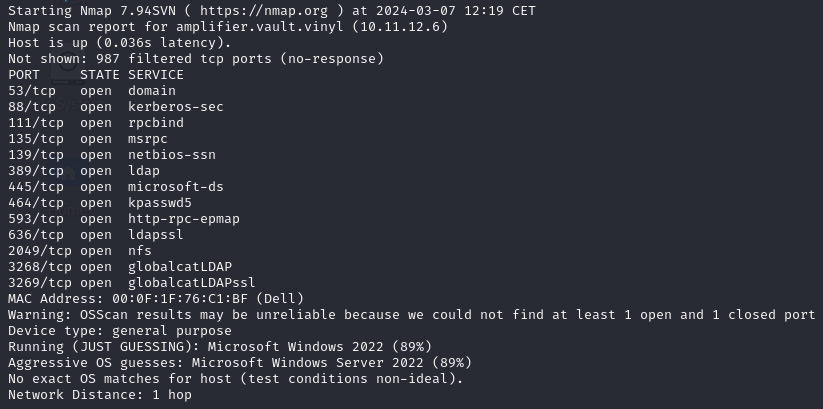 Starting Nmap 7.94SVN ( https://nmap.org ) at 2024-03-07 12:19 CET
Nmap scan report for amplifier.vault.vinyl (10.11.12.6)
Host is up (0.036s latency).
Not shown: 987 filtered tcp ports (no-response)
PORT     STATE SERVICE
53/tcp   open  domain
88/tcp   open  kerberos-sec
111/tcp  open  rpcbind
135/tcp  open  msrpc
139/tcp  open  netbios-ssn
389/tcp  open  ldap
445/tcp  open  microsoft-ds
464/tcp  open  kpasswd5
593/tcp  open  http-rpc-epmap
636/tcp  open  ldapssl
2049/tcp open  nfs
3268/tcp open  globalcatLDAP
3269/tcp open  globalcatLDAPssl
MAC Address: 00:0F:1F:76:C1:BF (Dell)
Warning: OSScan results may be unreliable because we could not find at least 1 open and 1 closed port
Device type: general purpose
Running (JUST GUESSING): Microsoft Windows 2022 (89%)
Aggressive OS guesses: Microsoft Windows Server 2022 (89%)
No exact OS matches for host (test conditions non-ideal).
Network Distance: 1 hop